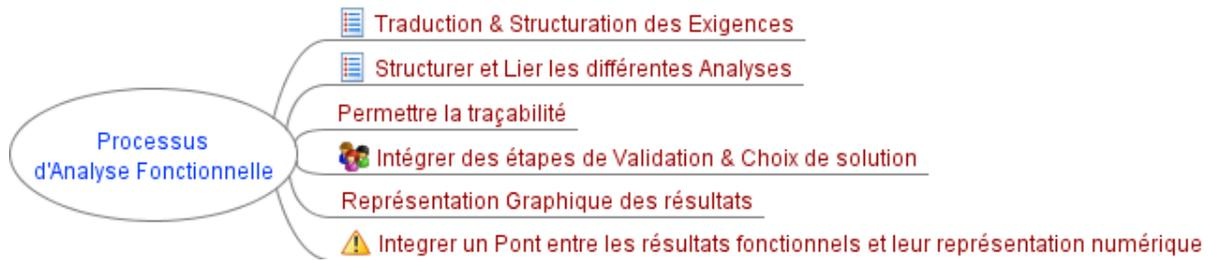 Traduction & Structuration des Exigences
Structurer et Lier les différentes Analyses
Permettre la traçabilité
Processus
d'Analyse Fonctionnelle
Intégrer des étapes de Validation & Choix de solution
Représentation Graphique des résultats
Integrer un Pont entre les résultats fonctionnels et leur représentation numérique